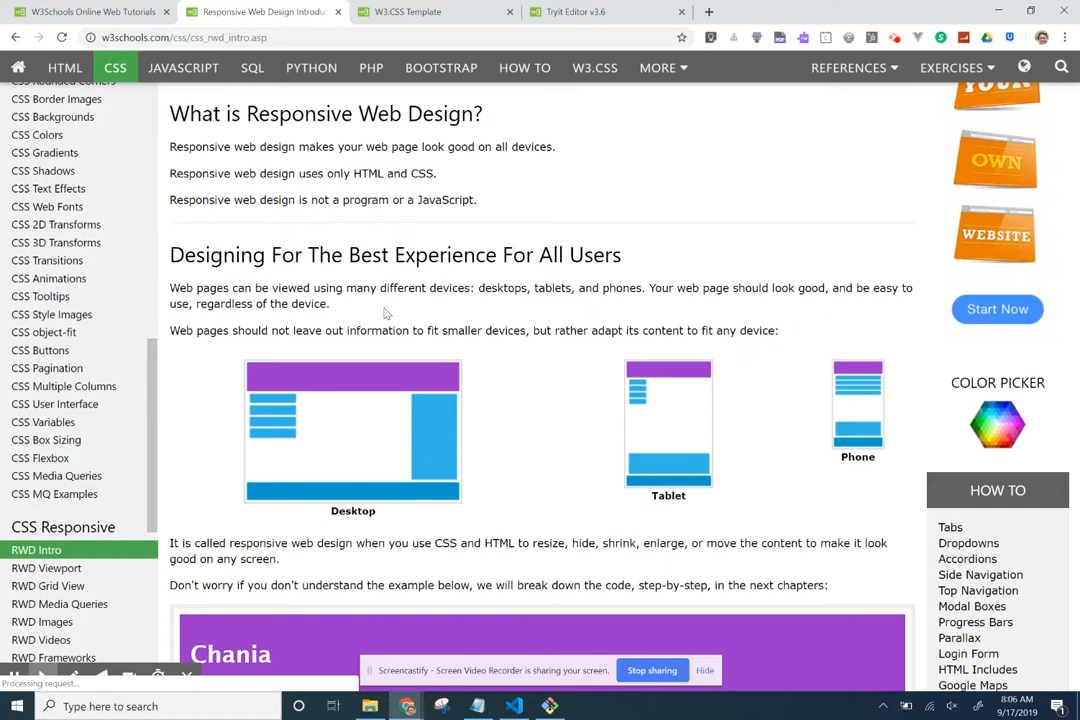 W3Schools Online Web Tutorials
Responsive Web Design Introduc
W3.CSS Template
Tryit Editor v3.6
w3schools.com/css/css_rwd_intro.asp
HTML CSS JAVASCRIPT SQL PYTHON PHP BOOTSTRAP HOW TO W3.CSS MORE REFERENCES EXERCISES
CSS Rounded Corners
CSS Border Images
CSS Backgrounds
CSS Colors
CSS Gradients
CSS Shadows
CSS Text Effects
CSS Web Fonts
CSS 2D Transforms
CSS 3D Transforms
CSS Transitions
CSS Animations
CSS Tooltips
CSS Style Images
CSS object-fit
CSS Buttons
CSS Pagination
CSS Multiple Columns
CSS User Interface
CSS Variables
CSS Box Sizing
CSS Flexbox
CSS Media Queries
CSS MQ Examples
CSS Responsive
RWD Intro
RWD Viewport
RWD Grid View
RWD Media Queries
RWD Images
RWD Videos
RWD Frameworks
Processing request...
What is Responsive Web Design?
Responsive web design makes your web page look good on all devices.
Responsive web design uses only HTML and CSS.
Responsive web design is not a program or a JavaScript.
Designing For The Best Experience For All Users
Web pages can be viewed using many different devices: desktops, tablets, and phones. Your web page should look good, and be easy to
use, regardless of the device.
Web pages should not leave out information to fit smaller devices, but rather adapt its content to fit any device:
Desktop
Tablet
Phone
It is called responsive web design when you use CSS and HTML to resize, hide, shrink, enlarge, or move the content to make it look
good on any screen.
Don't worry if you don't understand the example below, we will break down the code, step-by-step, in the next chapters:
Chania
Screencastify - Screen Video Recorder is sharing your screen.
Stop sharing
Hide
YOUR
OWN
WEBSITE
Start Now
COLOR PICKER
HOW TO
Tabs
Dropdowns
Accordions
Side Navigation
Top Navigation
Modal Boxes
Progress Bars
Parallax
Login Form
HTML Includes
Google Maps
Type here to search
8:06 AM
9/17/2019